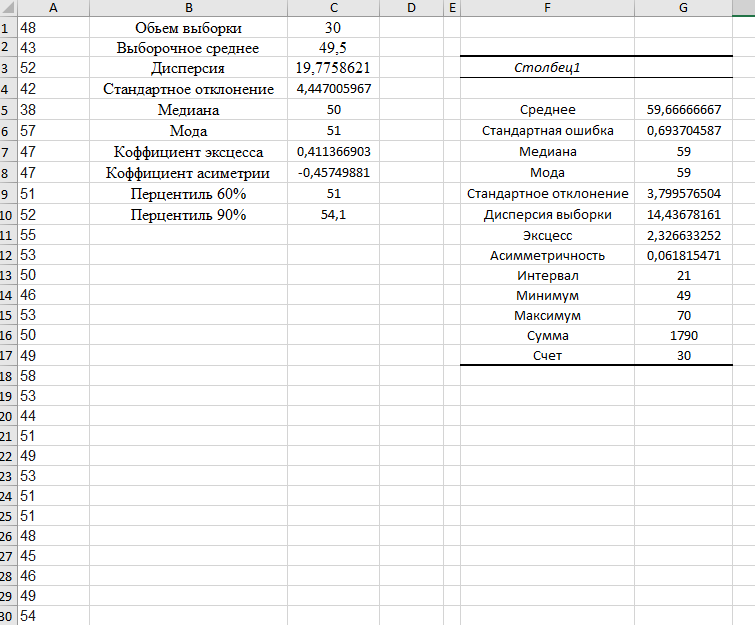 A B C D E F G
1 48 Обьем выборки 30
2 43 Выборочное среднее 49,5
3 52 Дисперсия 19,7758621 Столбец1
4 42 Стандартное отклонение 4,447005967
5 38 Медиана 50 Среднее 59,66666667
6 57 Мода 51 Стандартная ошибка 0,693704587
7 47 Коффициент эксцесса 0,411366903 Медиана 59
8 47 Коффициент асиметрии -0,45749881 Мода 59
9 51 Перцентиль 60% 51 Стандартное отклонение 3,799576504
10 52 Перцентиль 90% 54,1 Дисперсия выборки 14,43678161
11 55 Эксцесс 2,326633252
12 53 Асимметричность 0,061815471
13 50 Интервал 21
14 46 Минимум 49
15 53 Максимум 70
16 50 Сумма 1790
17 49 Счет 30
18 58
19 53
20 44
21 51
22 49
23 53
24 51
25 51
26 48
27 45
28 46
29 49
30 54